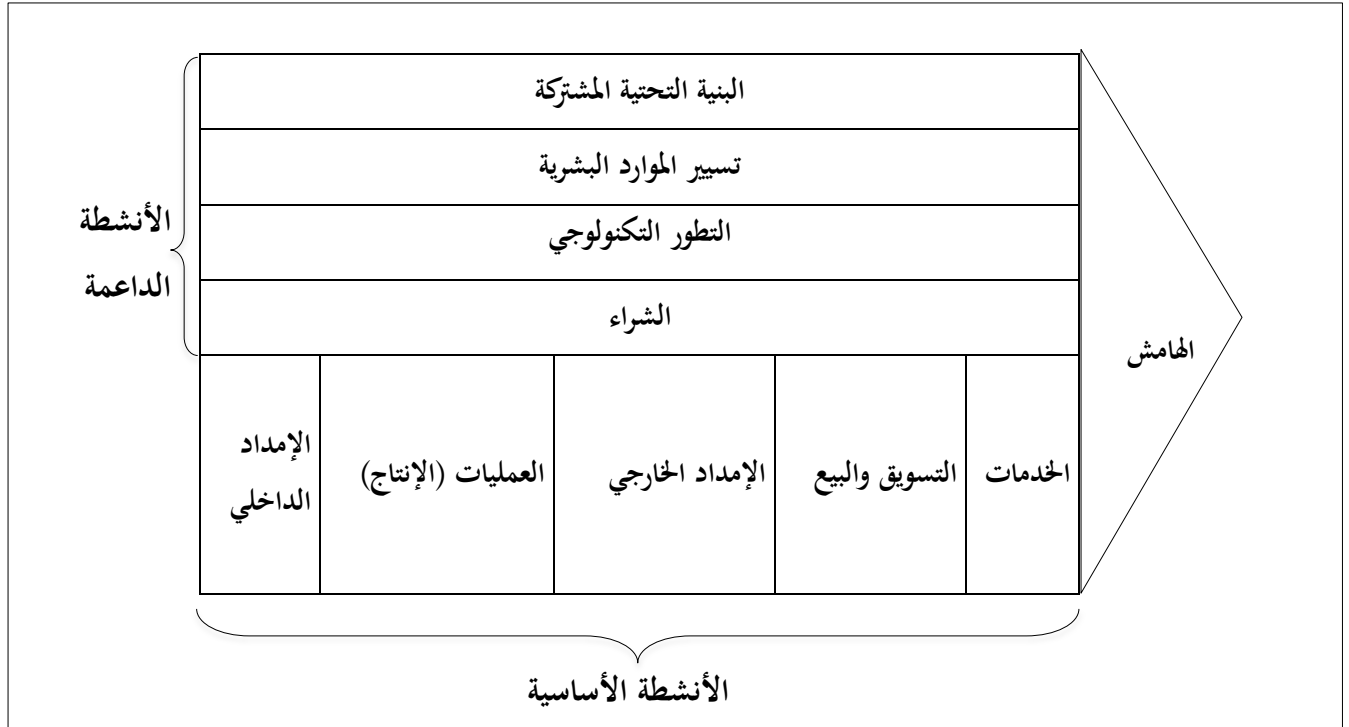 البنية التحتية المشتركة
تسيير الموارد البشرية
التطور التكنولوجي
الشراء
الأنشطة
الداعمة
الهامش
الخدمات
التسويق والبيع
الإمداد الخارجي
العمليات (الإنتاج)
الإمداد
الداخلي
الأنشطة الأساسية